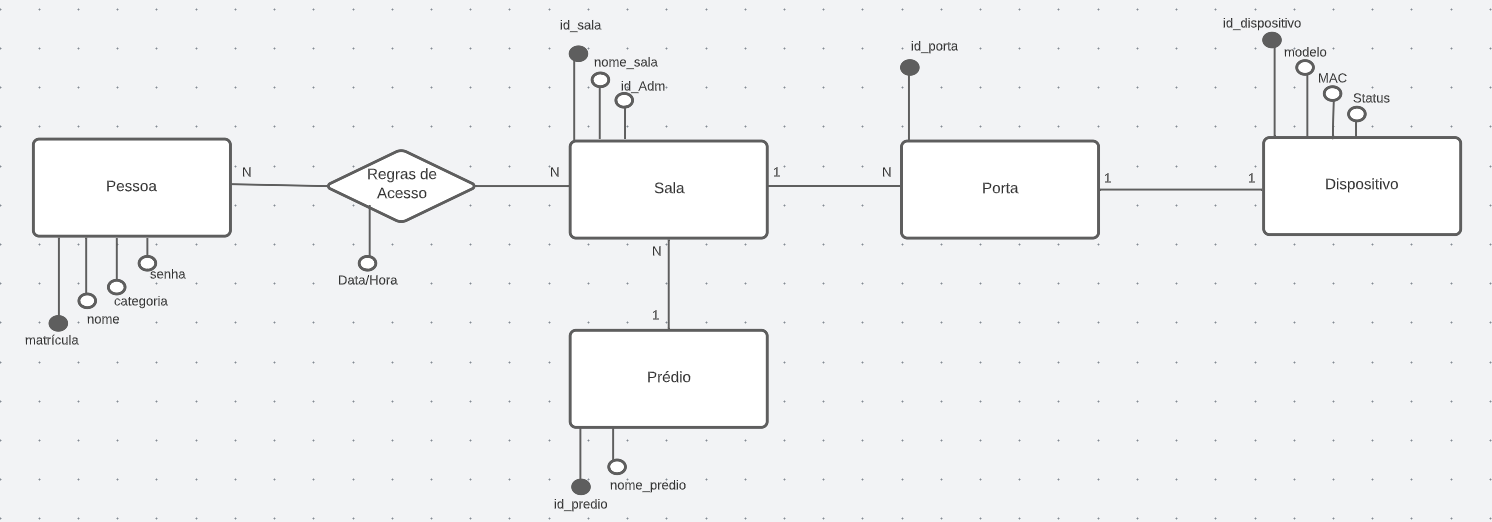 id_sala
nome_sala
id_Adm
id_porta
id_dispositivo
modelo
MAC
Status
Pessoa
N
Regras de
Acesso
N
Sala
1
N
Porta
1
1
Dispositivo
senha
categoria
nome
matrícula
Data/Hora
N
1
Prédio
nome_predio
id_predio